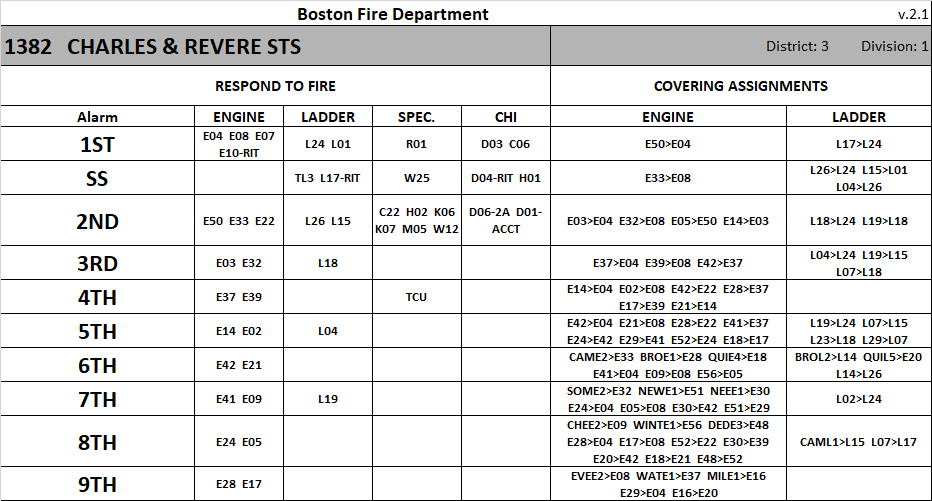 Boston Fire Department v.2.1
1382 CHARLES & REVERE STS District: 3 Division: 1
RESPOND TO FIRE COVERING ASSIGNMENTS
Alarm ENGINE LADDER SPEC. CHI ENGINE LADDER
1ST E04 E08 E07 E10-RIT L24 L01 R01 D03 C06 E50>E04 L17>L24
SS TL3 L17-RIT W25 D04-RIT H01 E33>E08 L26>L24 L15>L01 L04>L26
2ND E50 E33 E22 L26 L15 C22 H02 K06 K07 M05 W12 D06-2A D01-ACCT E03>E04 E32>E08 E05>E50 E14>E03 L18>L24 L19>L18
3RD E03 E32 L18 E37>E04 E39>E08 E42>E37 L04>L24 L19>L15 L07>L18
4TH E37 E39 TCU E14>E04 E02>E08 E42>E22 E28>E37 E17>E39 E21>E14
5TH E14 E02 L04 E42>E04 E21>E08 E28>E22 E41>E37 E24>E42 E29>E41 E52>E24 E18>E17 L19>L24 L07>L15 L23>L18 L29>L07
6TH E42 E21 CAME2>E33 BROE1>E28 QUIE4>E18 E41>E04 E09>E08 E56>E05 BROL2>L14 QUIL5>E20 L14>L26
7TH E41 E09 L19 SOME2>E32 NEWE1>E51 NEEE1>E30 E24>E04 E05>E08 E30>E42 E51>E29 L02>L24
8TH E24 E05 CHEE2>E09 WINTE1>E56 DEDE3>E48 E28>E04 E17>E08 E52>E22 E30>E39 E20>E42 E18>E21 E48>E52 CAML1>L15 L07>L17
9TH E28 E17 EVEE2>E08 WATE1>E37 MILE1>E16 E29>E04 E16>E20